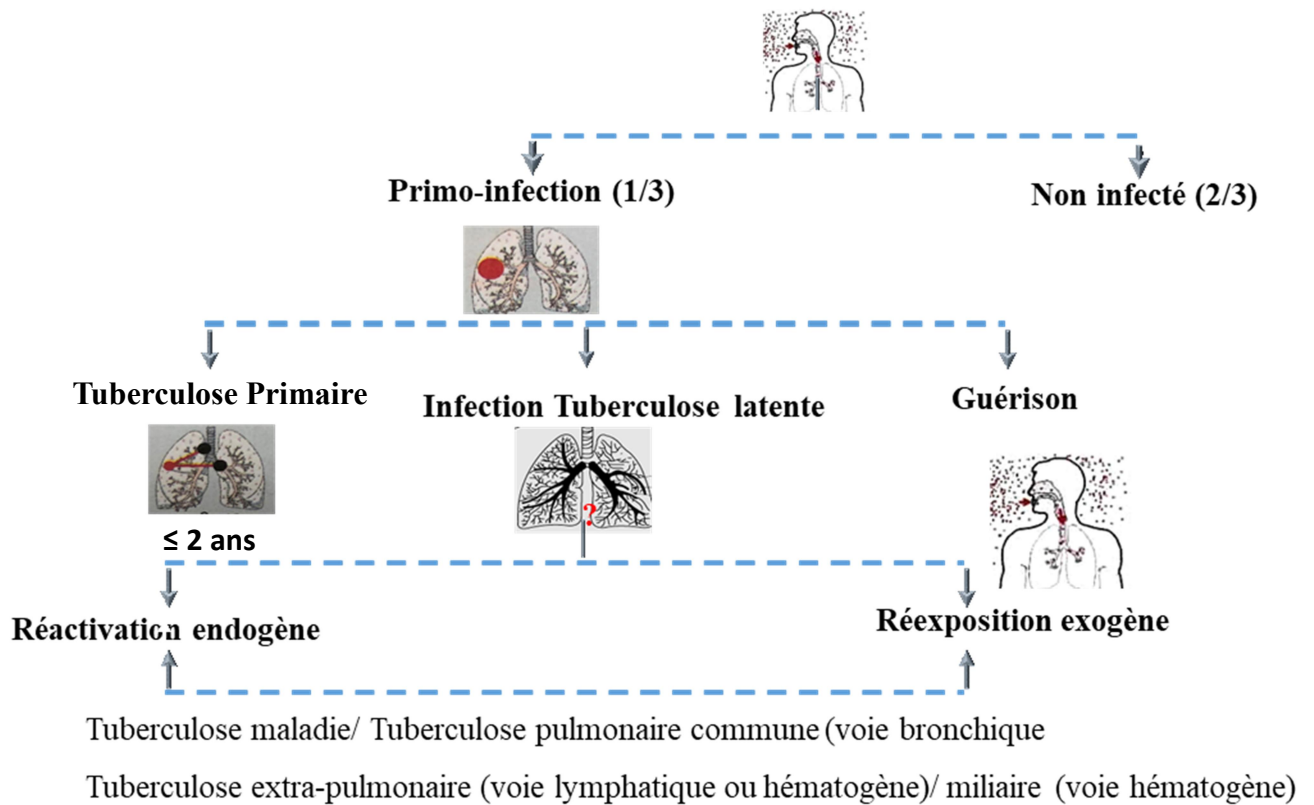 Primo-infection (1/3)
Non infecté (2/3)
Tuberculose Primaire
Infection Tuberculose latente
Guérison
?
≤ 2 ans
Réactivation endogène
Réexposition exogène
Tuberculose maladie/ Tuberculose pulmonaire commune (voie bronchique
Tuberculose extra-pulmonaire (voie lymphatique ou hématogène)/ miliaire (voie hématogène)